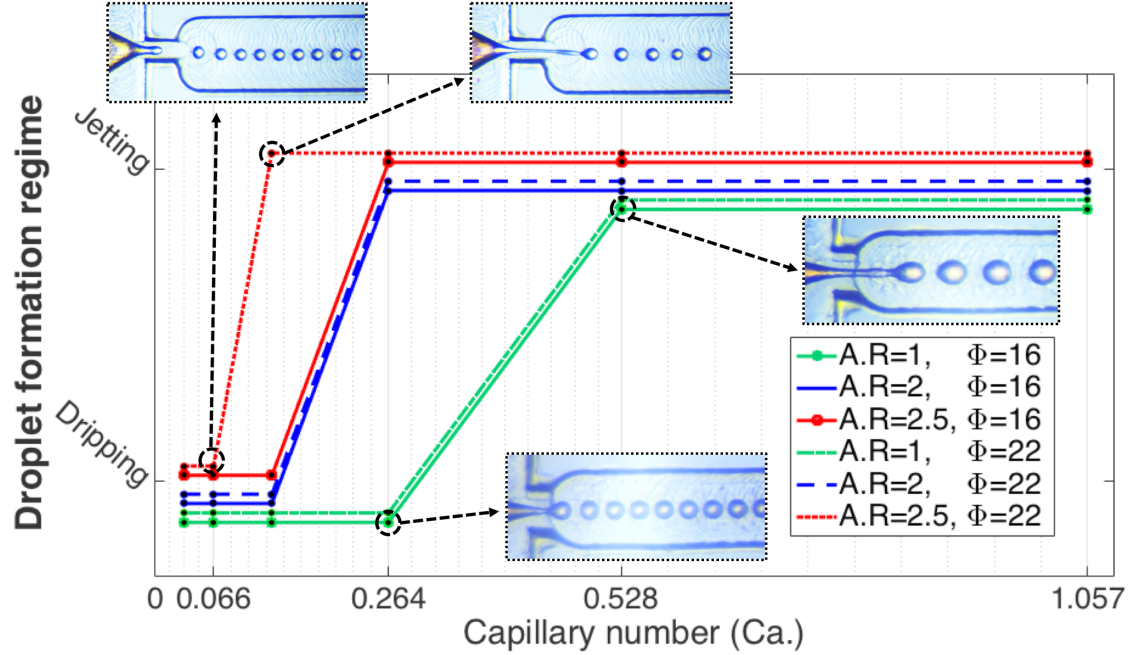 Droplet formation regime
Jetting
Dripping
A.R=1, Φ=16
A.R=2, Φ=16
A.R=2.5, Φ=16
A.R=1, Φ=22
A.R=2, Φ=22
A.R=2.5, Φ=22
0 0.066 0.264 0.528 1.057
Capillary number (Ca.)